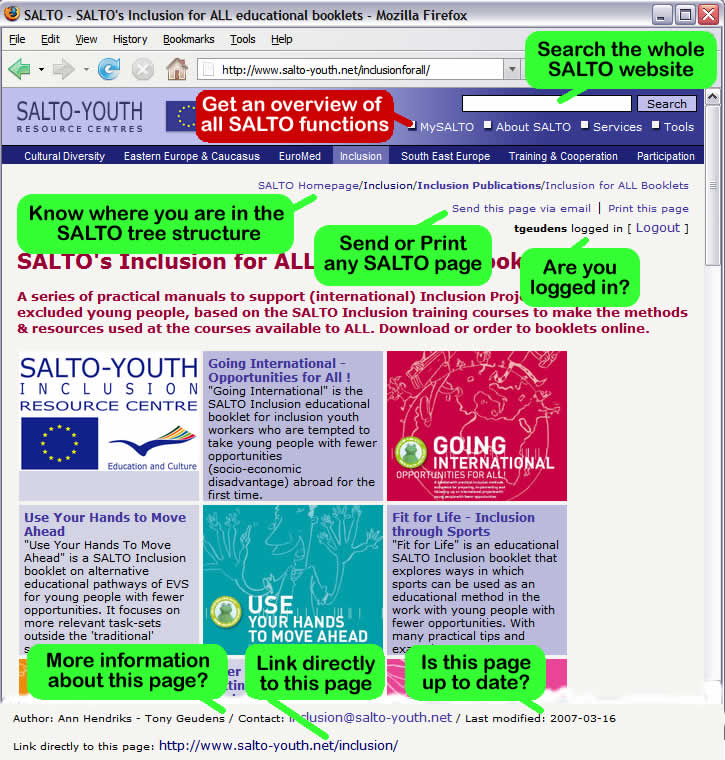 SALTO - SALTO's Inclusion for ALL educational booklets - Mozilla Firefox
File Edit View History Bookmarks Tools Help
http://www.salto-youth.net/inclusionforall/
Search the whole
SALTO website
SALTO-YOUTH
RESOURCE CENTRES
Get an overview of
all SALTO functions
Search
MySALTO About SALTO Services Tools
Cultural Diversity Eastern Europe & Caucasus EuroMed Inclusion South East Europe Training & Cooperation Participation
SALTO Homepage/Inclusion/Inclusion Publications/Inclusion for ALL Booklets
Know where you are in the
SALTO tree structure
Send this page via email | Print this page
Send or Print
any SALTO page
tgeudens logged in [ Logout ]
Are you
logged in?
SALTO's Inclusion for ALL
A series of practical manuals to support (international) Inclusion
excluded young people, based on the SALTO Inclusion training courses to make the methods
& resources used at the courses available to ALL. Download or order to booklets online.
SALTO-YOUTH
INCLUSION
RESOURCE CENTRE
Education and Culture
Going International -
Opportunities for All !
"Going International" is the
SALTO Inclusion educational
booklet for inclusion youth
workers who are tempted to
take young people with fewer
opportunities
(socio-economic
disadvantage) abroad for the
first time.
GOING
INTERNATIONAL
OPPORTUNITIES FOR ALL!
Use Your Hands to Move
Ahead
"Use Your Hands To Move
Ahead" is a SALTO Inclusion
booklet on alternative
educational pathways of EVS
for young people with fewer
opportunities. It focuses on
more relevant task-sets
outside the 'traditional'
USE
YOUR HANDS
TO MOVE AHEAD
Fit for Life - Inclusion
through Sports
"Fit for Life" is an educational
SALTO Inclusion booklet that
explores ways in which
sports can be used as an
educational method in the
work with young people with
fewer opportunities. With
many practical tips and
More information
about this page?
Link directly
to this page
Is this page
up to date?
Author: Ann Hendriks - Tony Geudens / Contact: inclusion@salto-youth.net / Last modified: 2007-03-16
Link directly to this page: http://www.salto-youth.net/inclusion/